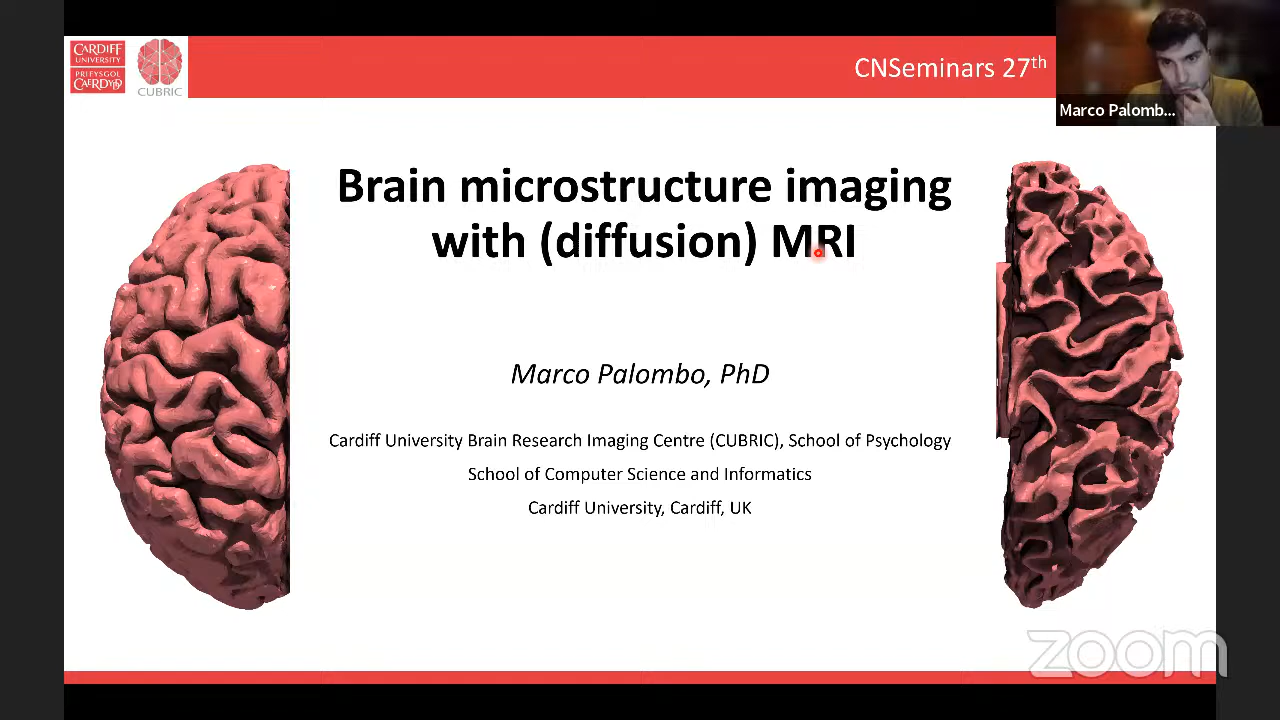 CARDIFF
UNIVERSITY
PRIFYSGOL
CAERDYDD
CUBRIC
CNSeminars 27th
Marco Palomb...
Brain microstructure imaging
with (diffusion) MRI
Marco Palombo, PhD
Cardiff University Brain Research Imaging Centre (CUBRIC), School of Psychology
School of Computer Science and Informatics
Cardiff University, Cardiff, UK
zoom